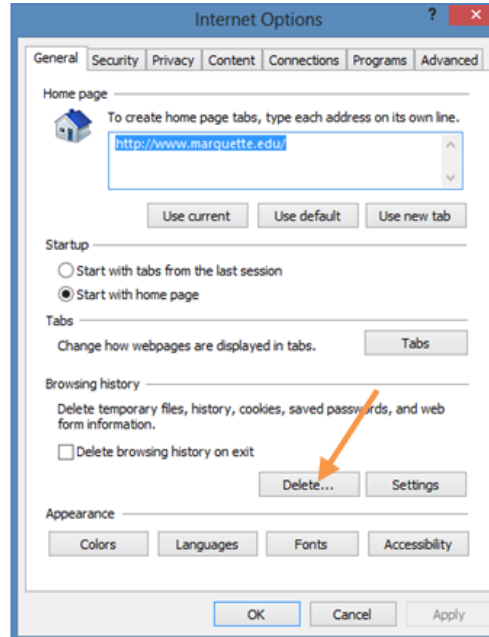 Internet Options
?
General Security Privacy Content Connections Programs Advanced
Home page
To create home page tabs, type each address on its own line.
http://www.marquette.edu/
Use current Use default Use new tab
Startup
Start with tabs from the last session
Start with home page
Tabs
Change how webpages are displayed in tabs. Tabs
Browsing history
Delete temporary files, history, cookies, saved passwords, and web
form information.
Delete browsing history on exit
Delete... Settings
Appearance
Colors Languages Fonts Accessibility
OK Cancel Apply